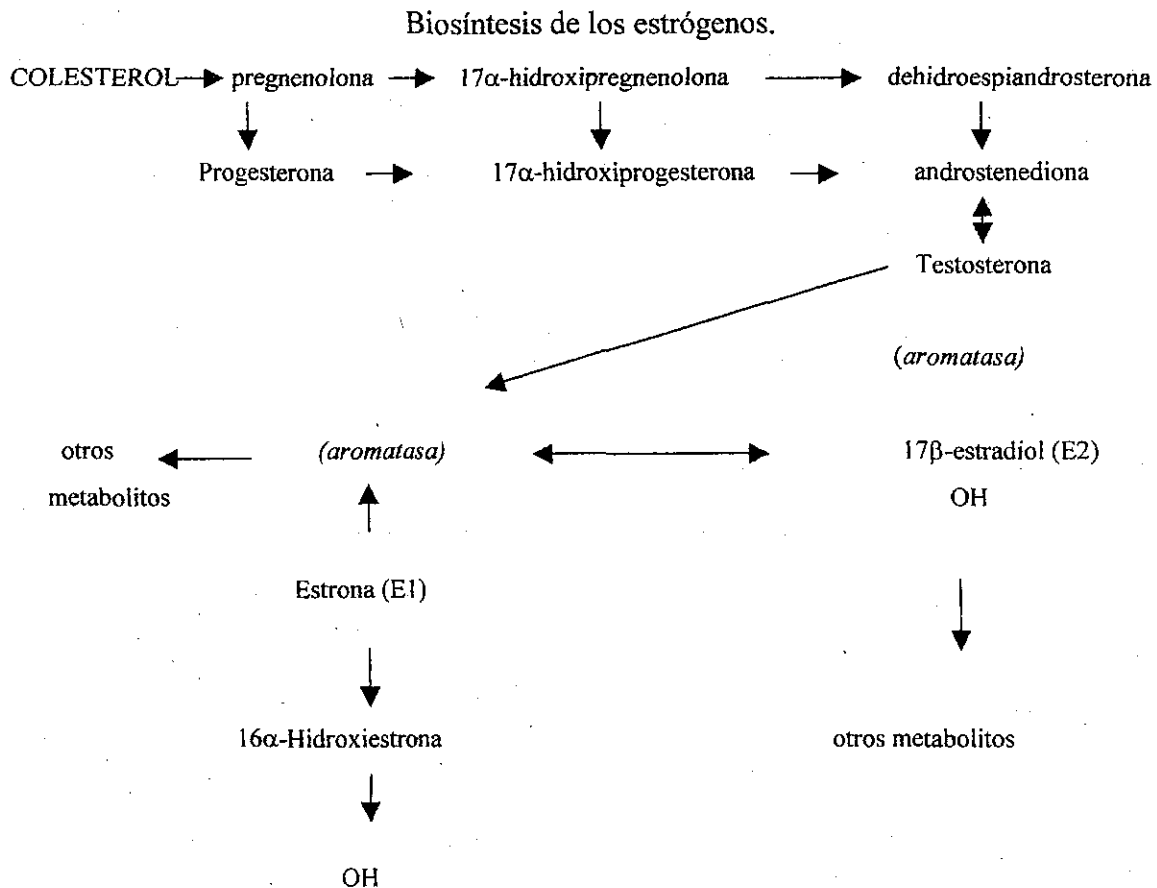 Biosíntesis de los estrógenos.
COLESTEROL pregnenolona 17α-hidroxipregnenolona dehidroespiandrosterona
Progesterona 17α-hidroxiprogesterona androstenediona
Testosterona
(aromatasa)
otros (aromatasa) 17β-estradiol (E2)
metabolitos OH
Estrona (E1)
16α-Hidroxiestrona otros metabolitos
OH